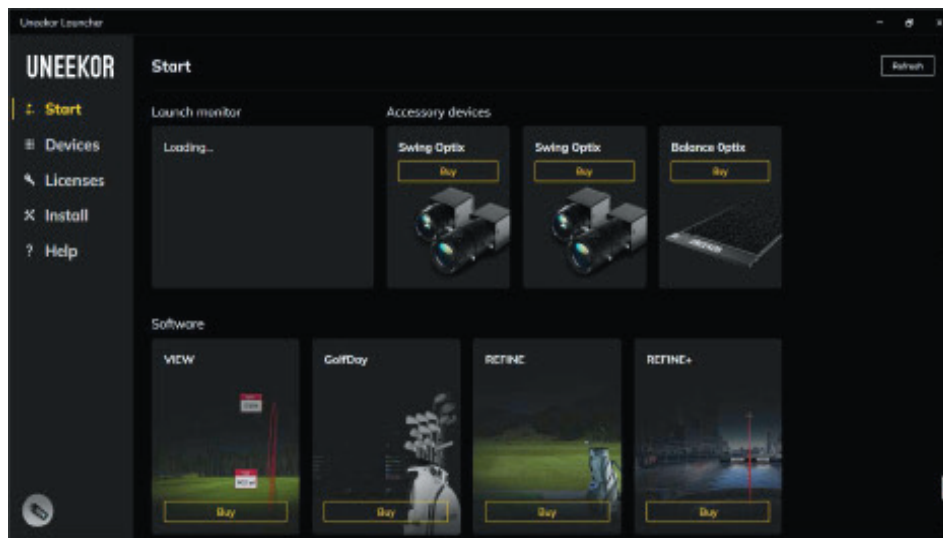 Uneekor Launcher
UNEEKOR
Start
Refresh
Start
Devices
Licenses
Install
Help
Launch monitor
Accessory devices
Loading...
Swing Optix
Buy
Swing Optix
Buy
Balance Optix
Buy
UNEEKOR
Software
VIEW
GolfDay
REFINE
REFINE+
Buy
Buy
Buy
Buy